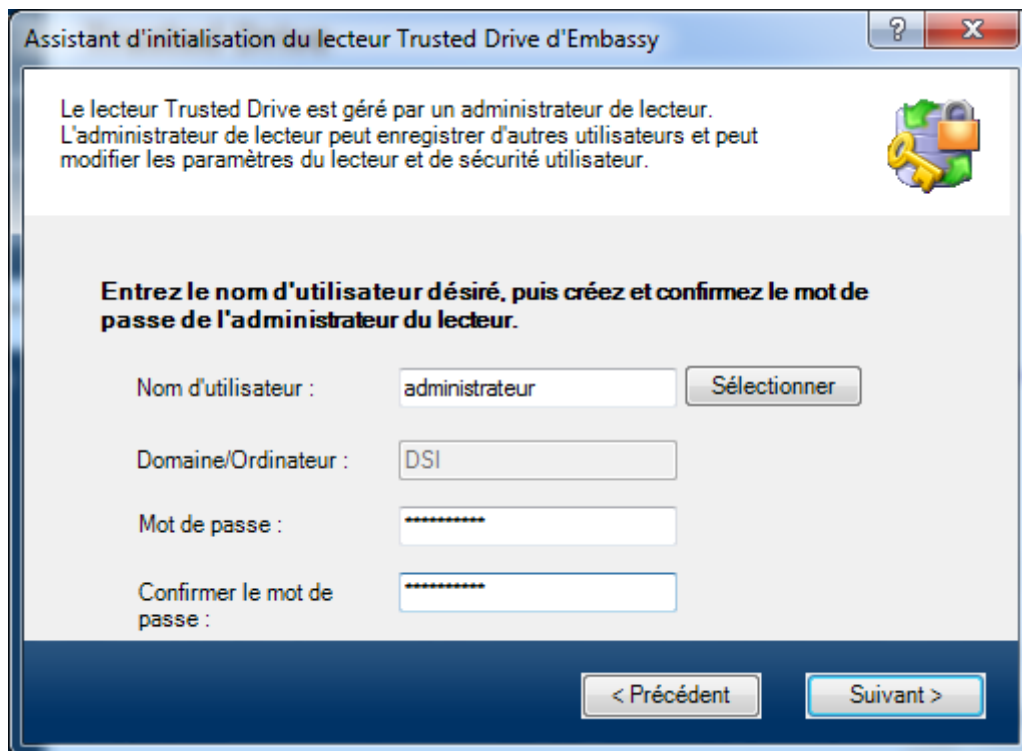 Assistant d'initialisation du lecteur Trusted Drive d'Embassy
Le lecteur Trusted Drive est géré par un administrateur de lecteur.
L'administrateur de lecteur peut enregistrer d'autres utilisateurs et peut
modifier les paramètres du lecteur et de sécurité utilisateur.
Entrez le nom d'utilisateur désiré, puis créez et confirmez le mot de
passe de l'administrateur du lecteur.
Nom d'utilisateur : administrateur Sélectionner
Domaine/Ordinateur : DSI
Mot de passe : **********
Confirmer le mot de **********
passe :
< Précédent Suivant >